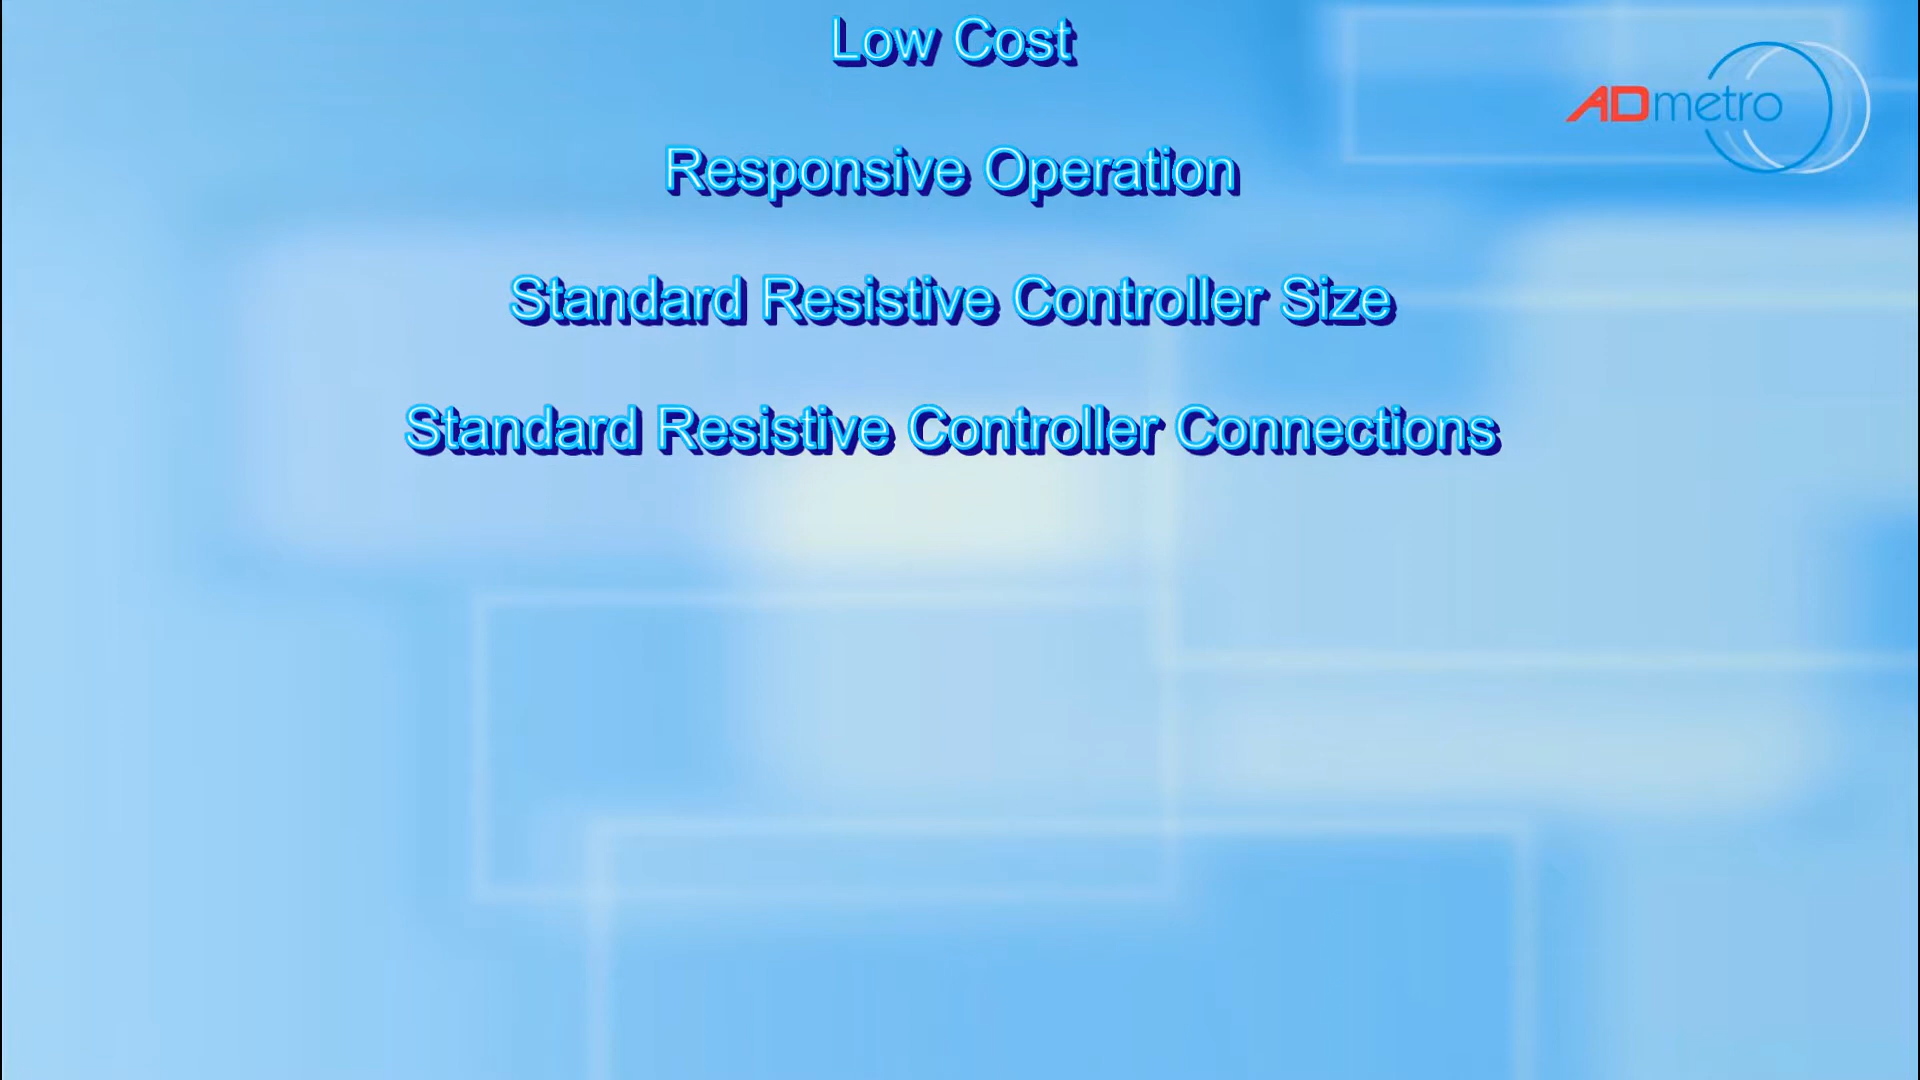 Low Cost
ADmetro
Responsive Operation
Standard Resistive Controller Size
Standard Resistive Controller Connections